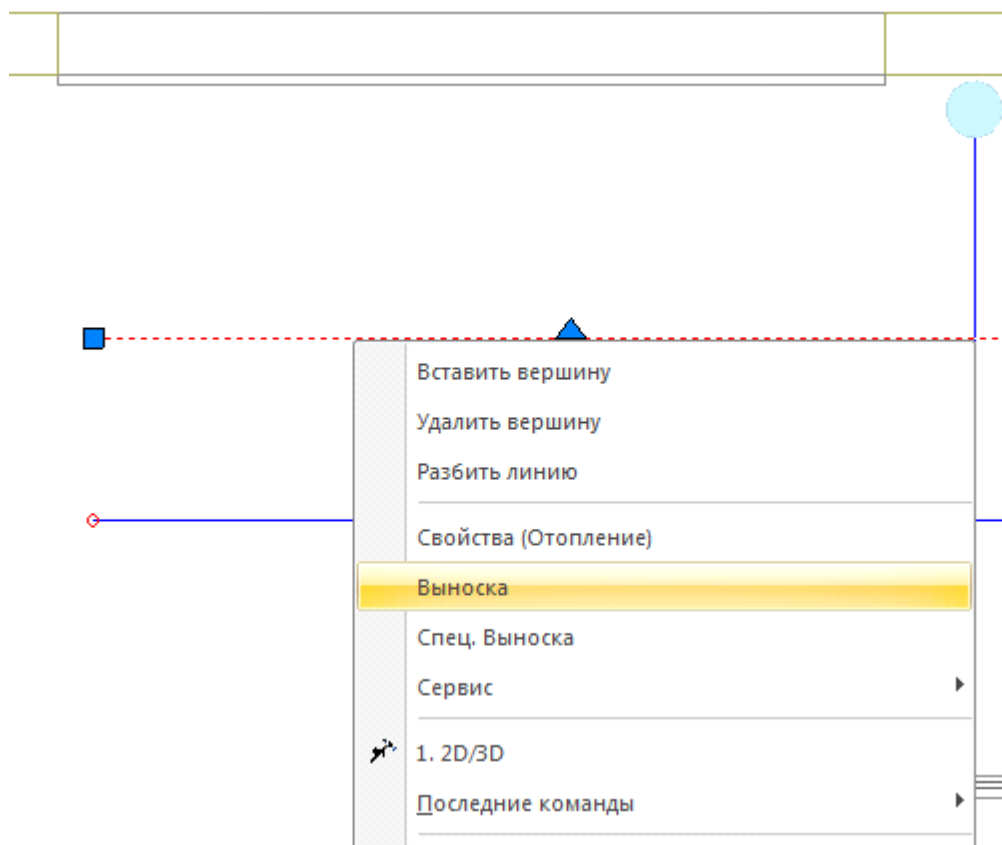 Вставить вершину
Удалить вершину
Разбить линию
Свойства (Отопление)
Выноска
Спец. Выноска
Сервис
1. 2D/3D
Последние команды